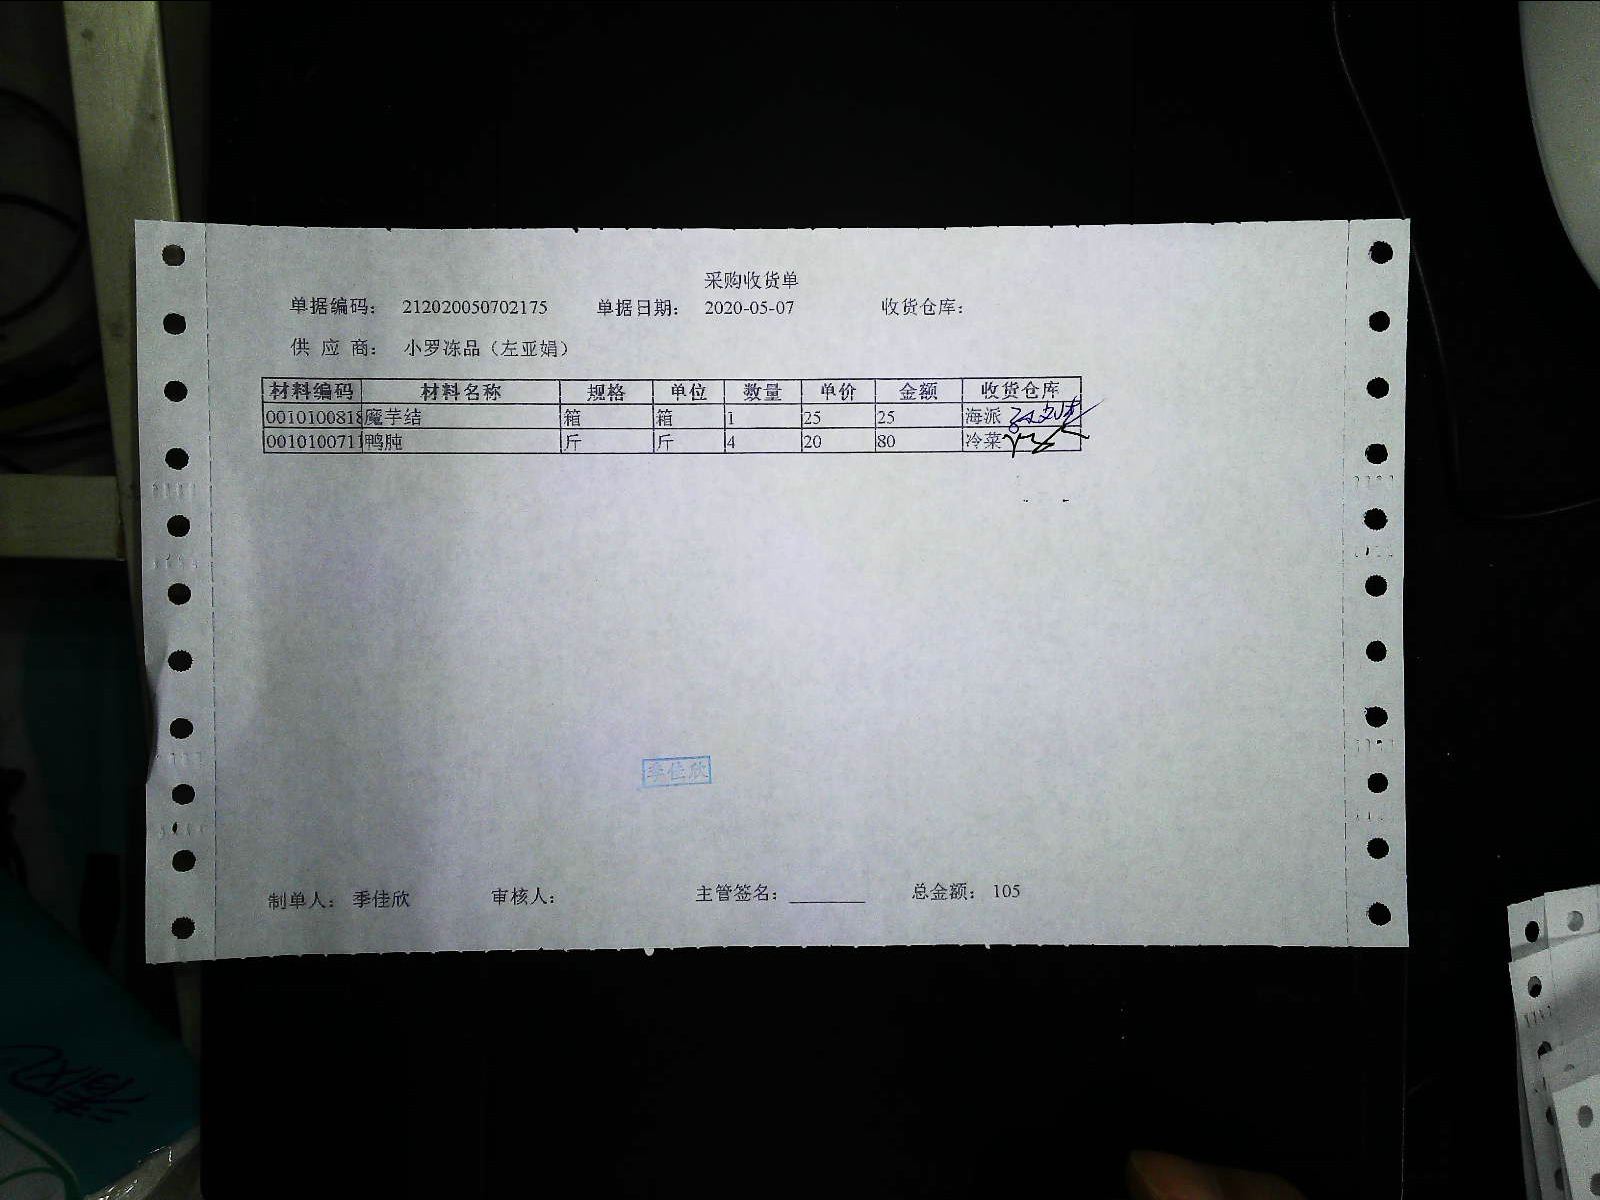 采购收货单
单据编码： 212020050702175 单据日期： 2020-05-07 收货仓库：
供 应 商： 小罗冻品（左亚娟）
材料编码 材料名称 规格 单位 数量 单价 金额 收货仓库
0010100818 魔芋结 箱 箱 1 25 25 海派
0010100711 鸭肫 斤 斤 4 20 80 冷菜
季佳欣
制单人： 季佳欣 审核人： 主管签名：________ 总金额： 105